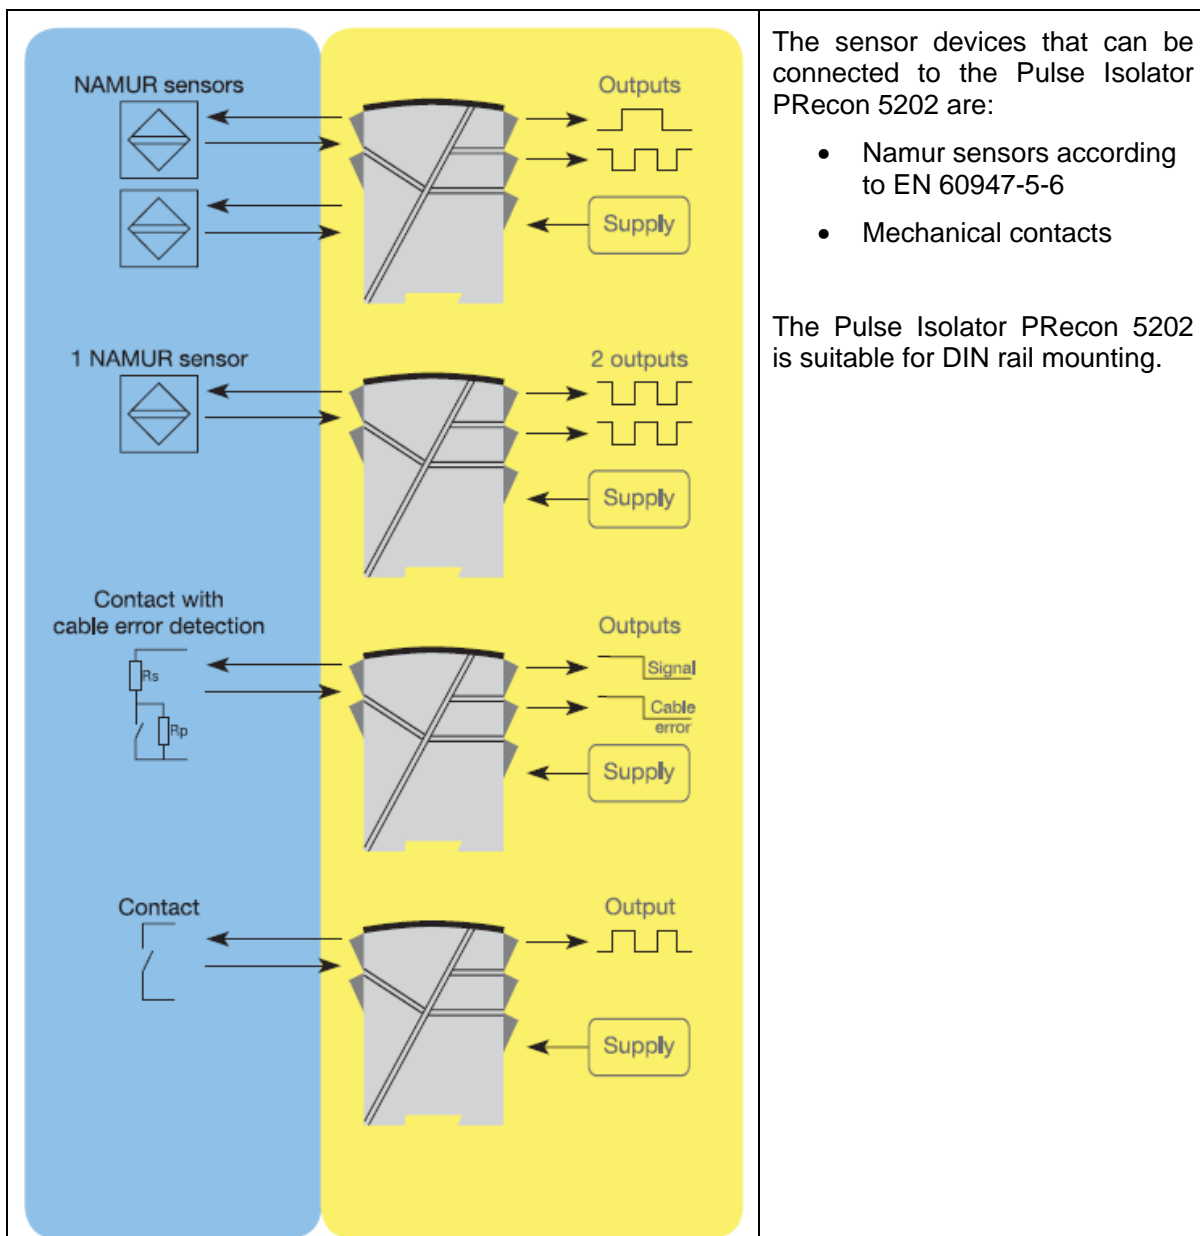 NAMUR sensors
Outputs
Supply
1 NAMUR sensor
2 outputs
Supply
Contact with
cable error detection
Rs
Rp
Outputs
Signal
Cable
error
Supply
Contact
Output
Supply
The sensor devices that can be
connected to the Pulse Isolator
PRecon 5202 are:
• Namur sensors according
to EN 60947-5-6
• Mechanical contacts
The Pulse Isolator PRecon 5202
is suitable for DIN rail mounting.